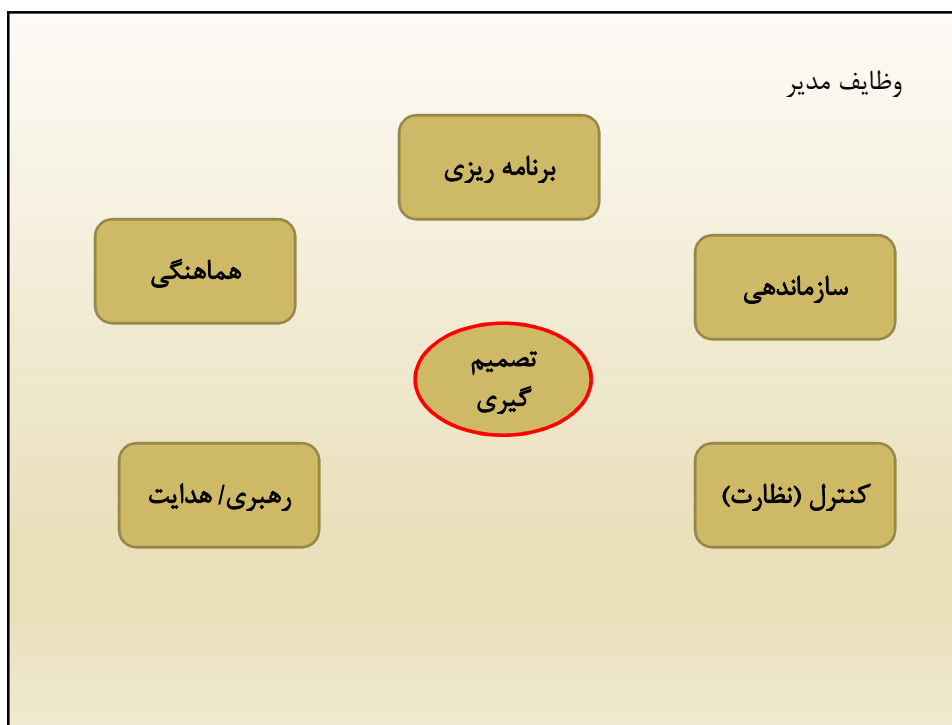 وظایف مدیر
برنامه ریزی
سازماندهی
هماهنگی
تصمیم
گیری
کنترل (نظارت)
رهبری/ هدایت